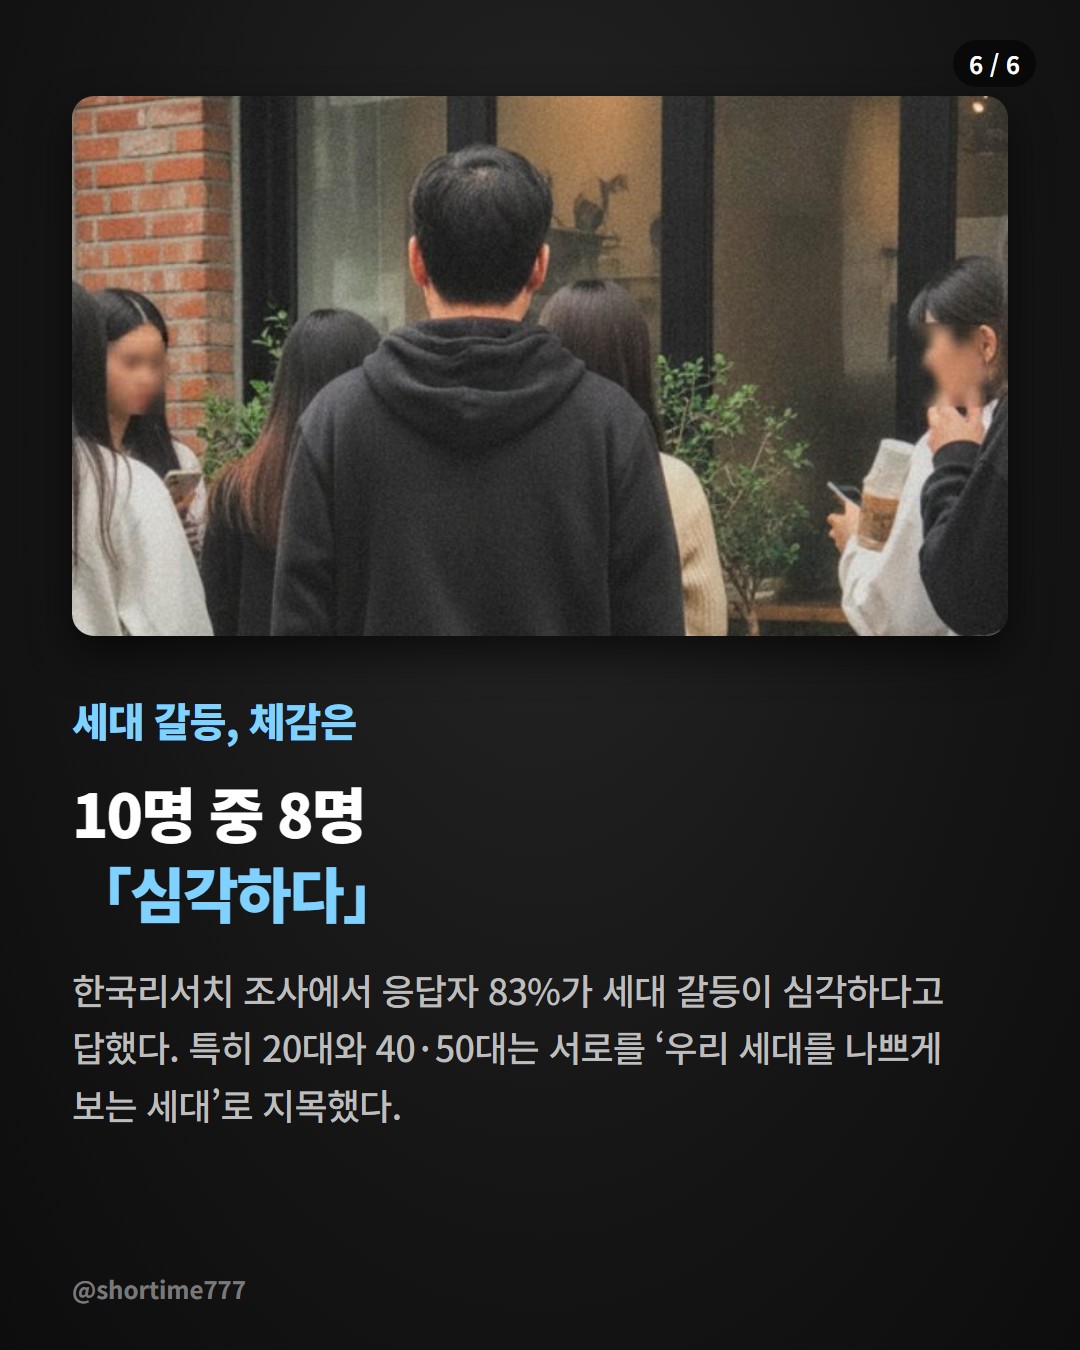 6 / 6
세대 갈등, 체감은
10명 중 8명
「심각하다」
한국리서치 조사에서 응답자 83%가 세대 갈등이 심각하다고
답했다. 특히 20대와 40·50대는 서로를 ‘우리 세대를 나쁘게
보는 세대’로 지목했다.
@shortime777